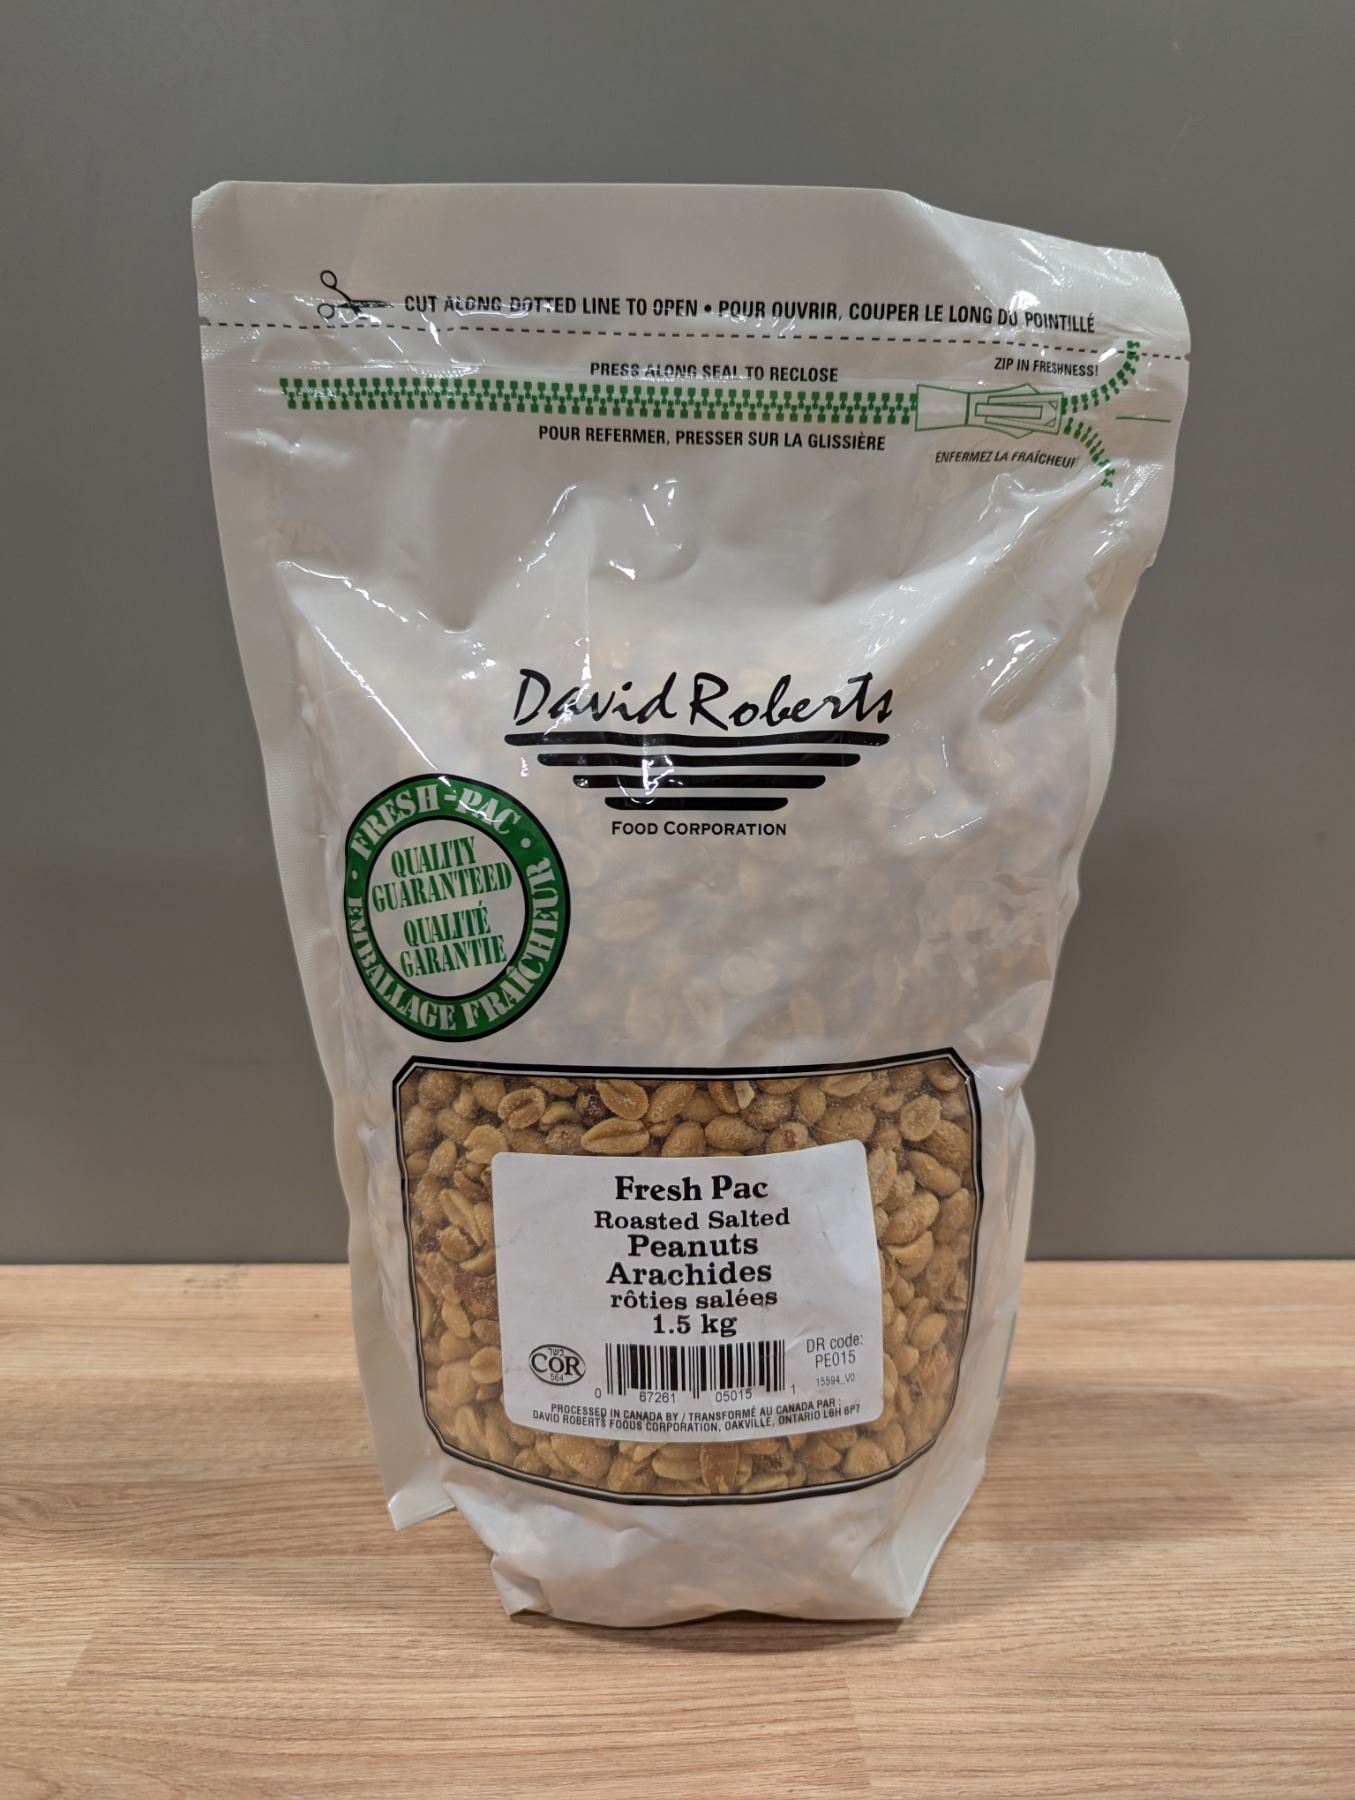 CUT ALONG DOTTED LINE TO OPEN • POUR OUVRIR, COUPER LE LONG DU POINTILLÉ
PRESS ALONG SEAL TO RECLOSE
ZIP IN FRESHNESS!
POUR REFERMER, PRESSER SUR LA GLISSIÈRE
ENFERMEZ LA FRAÎCHEUR
David Roberts
FOOD CORPORATION
• FRESH-PAC •
QUALITY
GUARANTEED
QUALITÉ
GARANTIE
EMBALLAGE FRAÎCHEUR
Fresh Pac
Roasted Salted
Peanuts
Arachides
rôties salées
1.5 kg
כשר
COR
564
0 67261 05015 1
DR code:
PE015
15594_V0
PROCESSED IN CANADA BY / TRANSFORMÉ AU CANADA PAR :
DAVID ROBERTS FOODS CORPORATION, OAKVILLE, ONTARIO L6H 6P7